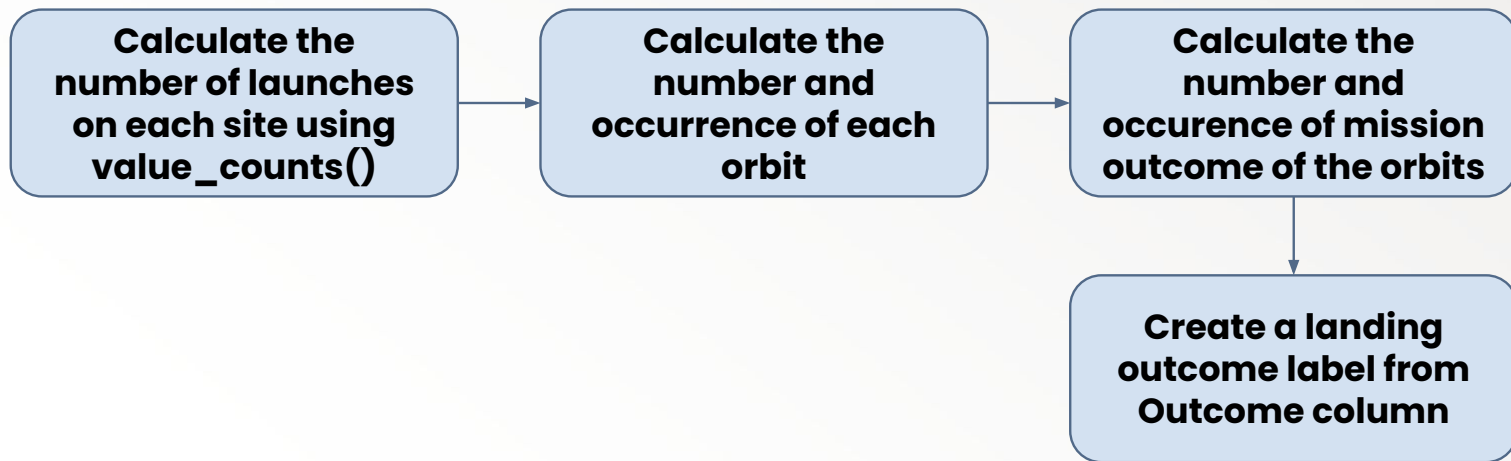 Calculate the
number of launches
on each site using
value_counts()
Calculate the
number and
occurrence of each
orbit
Calculate the
number and
occurence of mission
outcome of the orbits
Create a landing
outcome label from
Outcome column